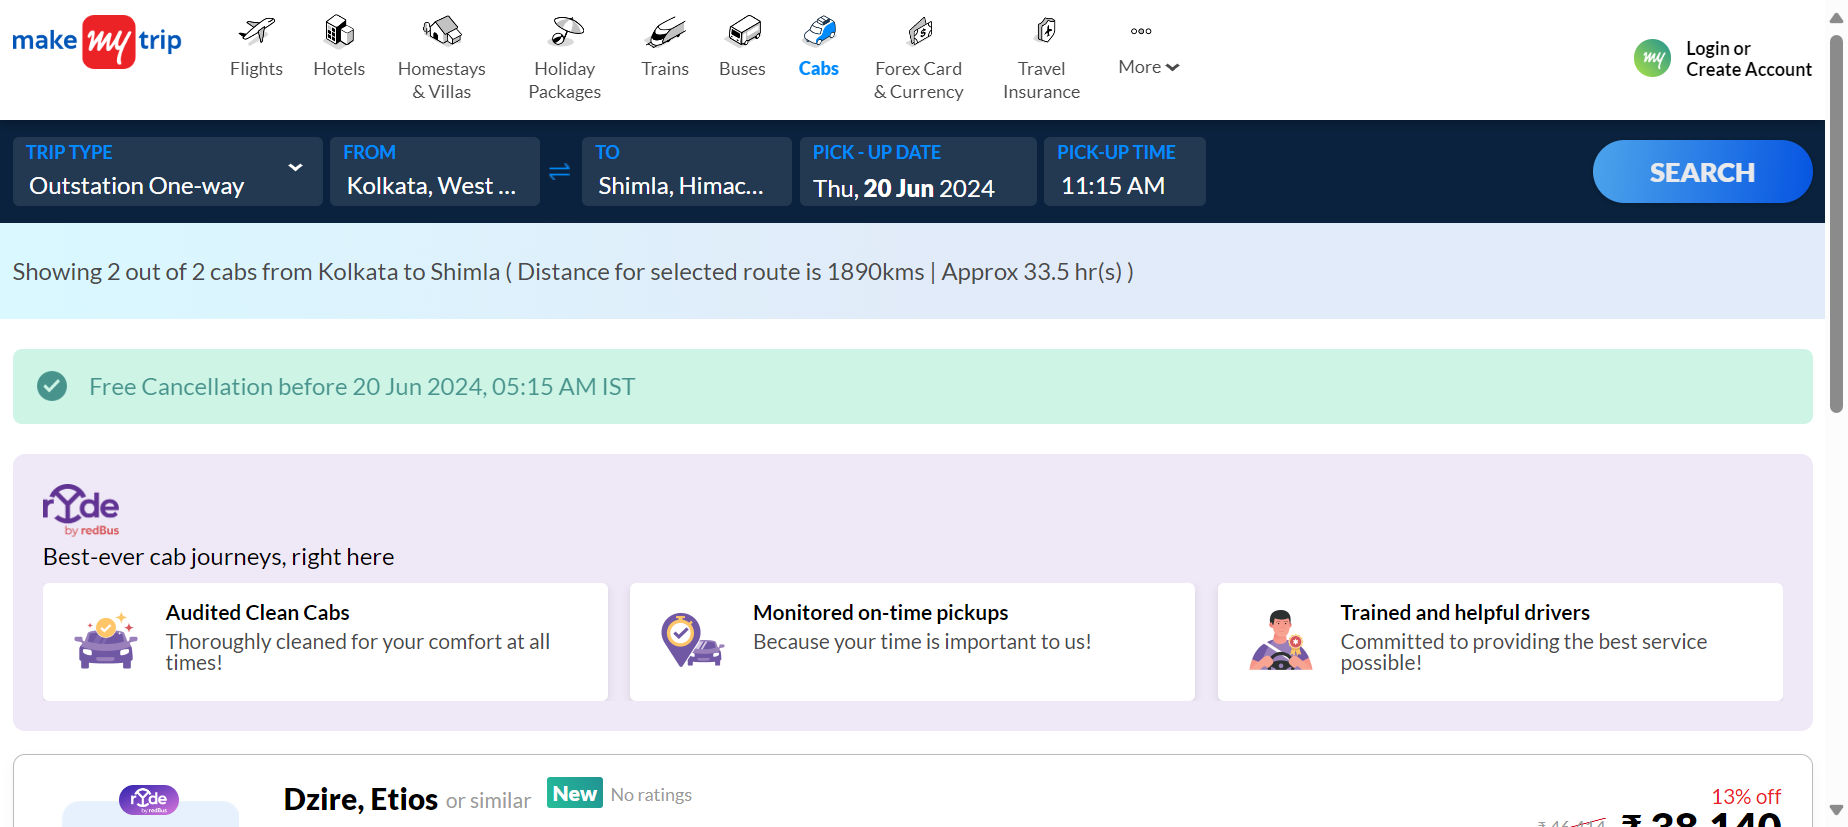 make my trip
Flights
Hotels
Homestays
& Villas
Holiday
Packages
Trains
Buses
Cabs
Forex Card
& Currency
Travel
Insurance
More
my
Login or
Create Account
TRIP TYPE
Outstation One-way
FROM
Kolkata, West ...
TO
Shimla, Himac...
PICK - UP DATE
Thu, 20 Jun 2024
PICK-UP TIME
11:15 AM
SEARCH
Showing 2 out of 2 cabs from Kolkata to Shimla ( Distance for selected route is 1890kms | Approx 33.5 hr(s) )
Free Cancellation before 20 Jun 2024, 05:15 AM IST
rYde
by redBus
Best-ever cab journeys, right here
Audited Clean Cabs
Thoroughly cleaned for your comfort at all
times!
Monitored on-time pickups
Because your time is important to us!
Trained and helpful drivers
Committed to providing the best service
possible!
rYde
by redBus
Dzire, Etios or similar New No ratings
13% off
₹ 38,140